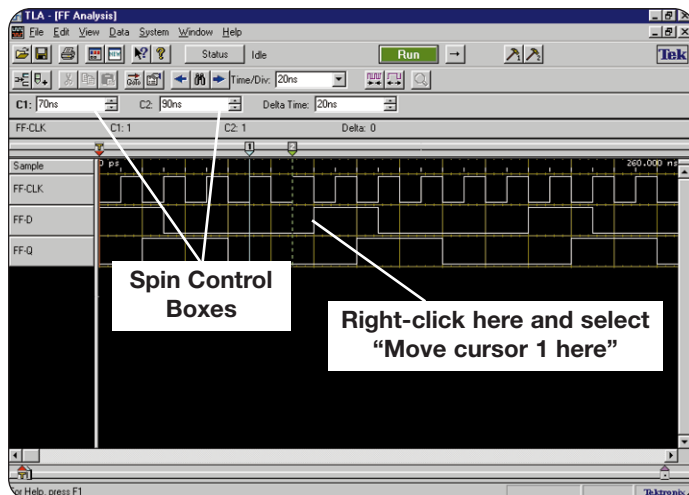 TLA - [FF Analysis]
File Edit View Data System Window Help
Status Idle Run Tek
Time/Div: 20ns
C1: 70ns C2: 90ns Delta Time: 20ns
FF-CLK C1: 1 C2: 1 Delta: 0
1
Sample 0 ps 260.000 ns
FF-CLK
FF-D
FF-Q
Spin Control
Boxes
Right-click here and select
“Move cursor 1 here”
or Help, press F1 Tektronix